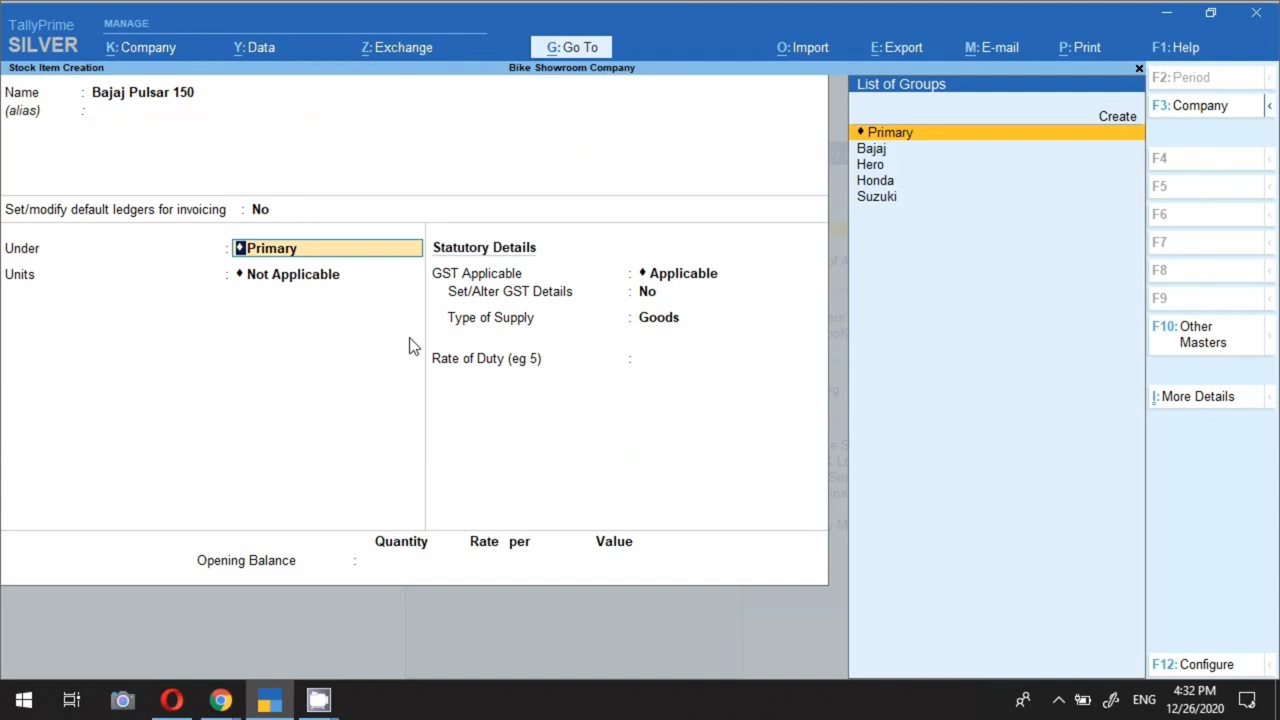 TallyPrime
SILVER
MANAGE
K: Company
Y: Data
Z: Exchange
G: Go To
O: Import
E: Export
M: E-mail
P: Print
F1: Help
Stock Item Creation
Bike Showroom Company
Name : Bajaj Pulsar 150
(alias) :
Set/modify default ledgers for invoicing : No
Under : ♦ Primary
Units : ♦ Not Applicable
Statutory Details
GST Applicable : ♦ Applicable
Set/Alter GST Details : No
Type of Supply : Goods
Rate of Duty (eg 5) :
Quantity Rate per Value
Opening Balance :
List of Groups
Create
♦ Primary
Bajaj
Hero
Honda
Suzuki
F2: Period
F3: Company
F4
F5
F6
F7
F8
F9
F10: Other
Masters
I: More Details
F12: Configure
ENG
4:32 PM
12/26/2020